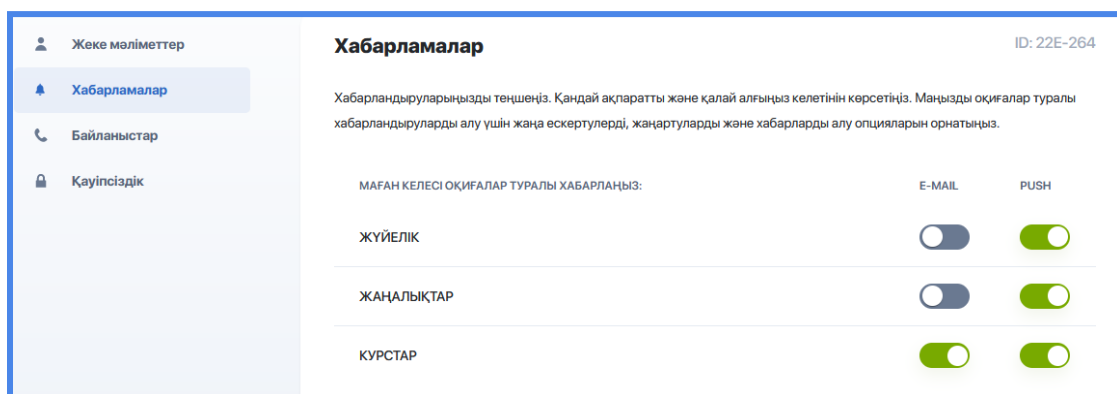 Жеке мәліметтер
Хабарламалар
Байланыстар
Қауіпсіздік
Хабарламалар
ID: 22E-264
Хабарландыруларыңызды теңшеңіз. Қандай ақпаратты және қалай алғыңыз келетінін көрсетіңіз. Маңызды оқиғалар туралы
хабарландыруларды алу үшін жаңа ескертулерді, жаңартуларды және хабарларды алу опцияларын орнатыңыз.
МАҒАН КЕЛЕСІ ОҚИҒАЛАР ТУРАЛЫ ХАБАРЛАҢЫЗ: E-MAIL PUSH
ЖҮЙЕЛІК
ЖАҢАЛЫҚТАР
КУРСТАР